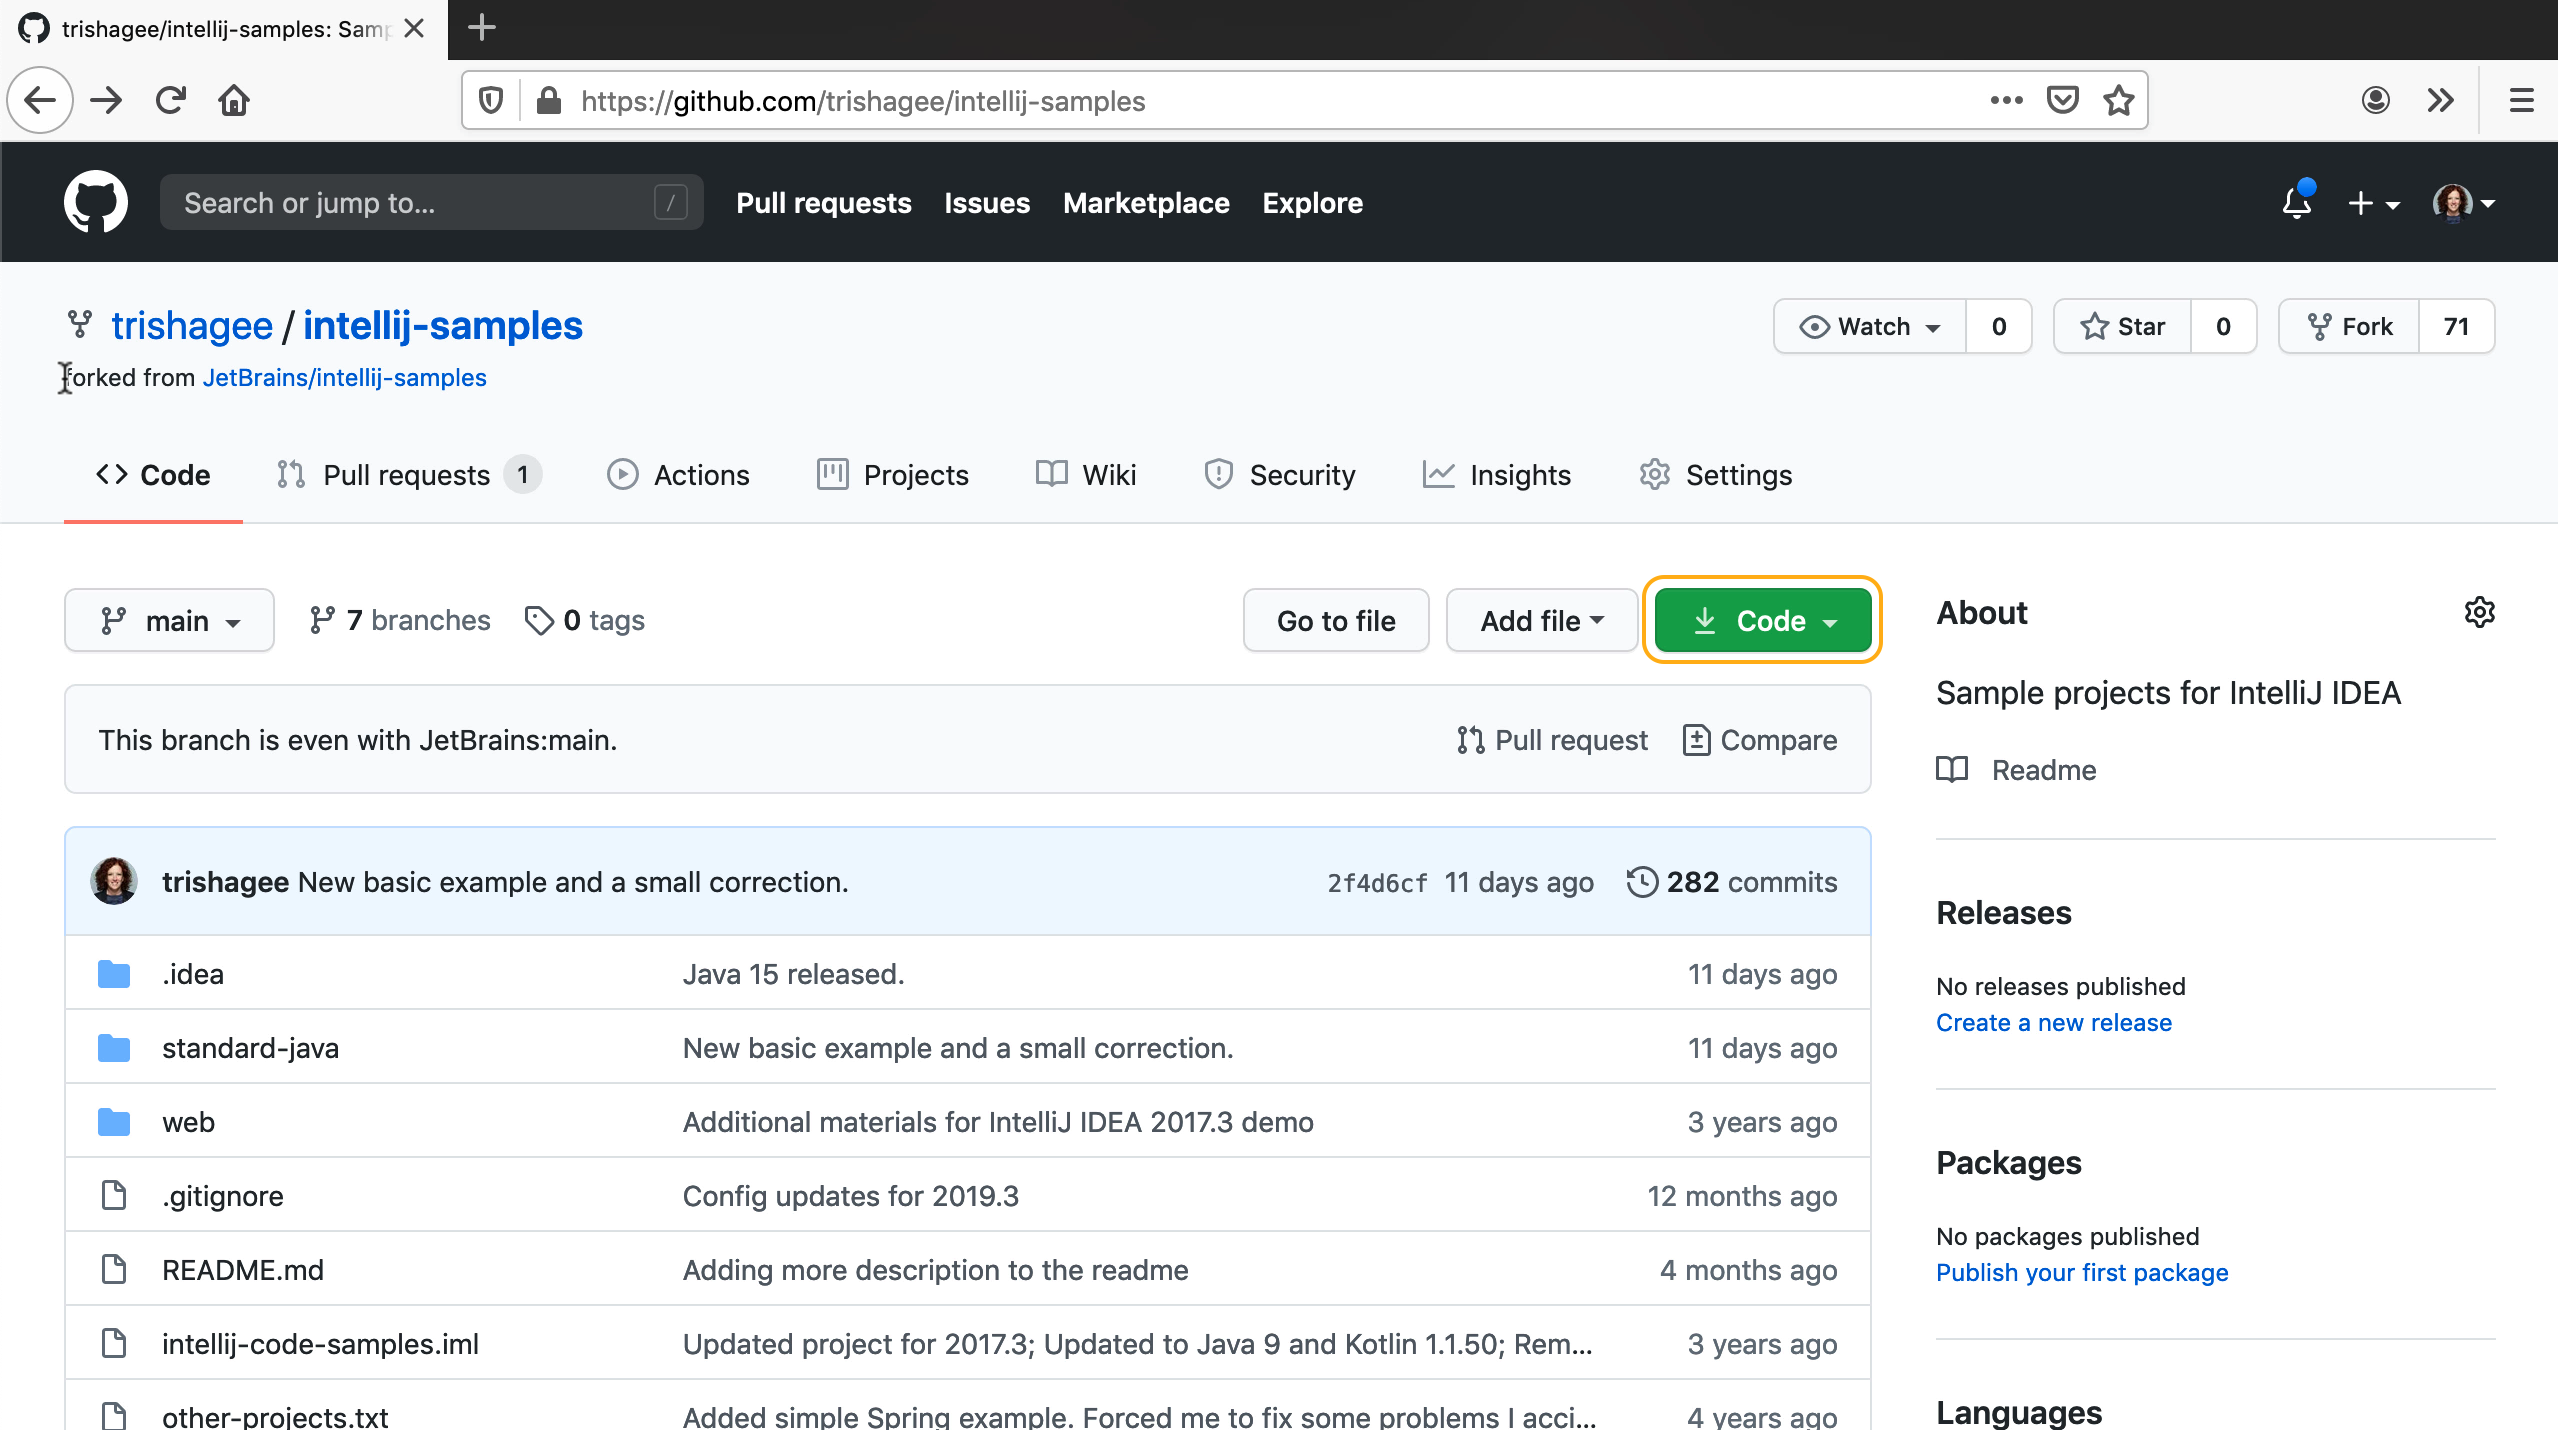 trishagee/intellij-samples: Samp
https://github.com/trishagee/intellij-samples
Search or jump to... / Pull requests Issues Marketplace Explore
trishagee / intellij-samples Watch 0 Star 0 Fork 71
forked from JetBrains/intellij-samples
Code Pull requests 1 Actions Projects Wiki Security Insights Settings
main 7 branches 0 tags Go to file Add file Code About
Sample projects for IntelliJ IDEA
This branch is even with JetBrains:main. Pull request Compare
Readme
trishagee New basic example and a small correction. 2f4d6cf 11 days ago 282 commits
Releases
.idea Java 15 released. 11 days ago
No releases published
Create a new release
standard-java New basic example and a small correction. 11 days ago
web Additional materials for IntelliJ IDEA 2017.3 demo 3 years ago
Packages
.gitignore Config updates for 2019.3 12 months ago
No packages published
Publish your first package
README.md Adding more description to the readme 4 months ago
intellij-code-samples.iml Updated project for 2017.3; Updated to Java 9 and Kotlin 1.1.50; Rem... 3 years ago
Languages
other-projects.txt Added simple Spring example. Forced me to fix some problems I acci... 4 years ago